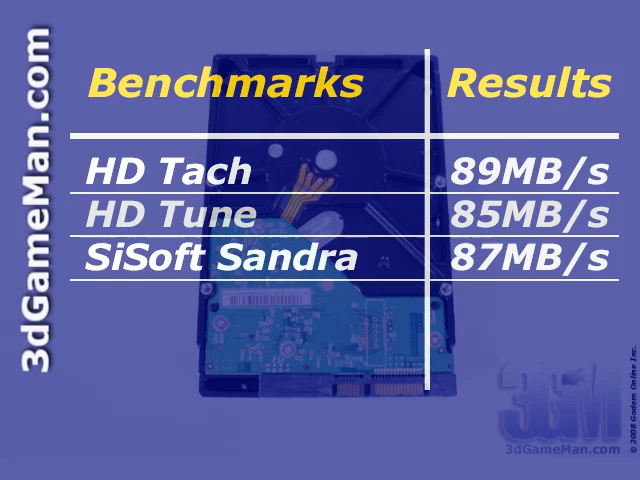 3dGameMan.com
Benchmarks Results
HD Tach 89MB/s
HD Tune 85MB/s
SiSoft Sandra 87MB/s
3GM
3dGameMan.com
© 2008 Godem Online Inc.